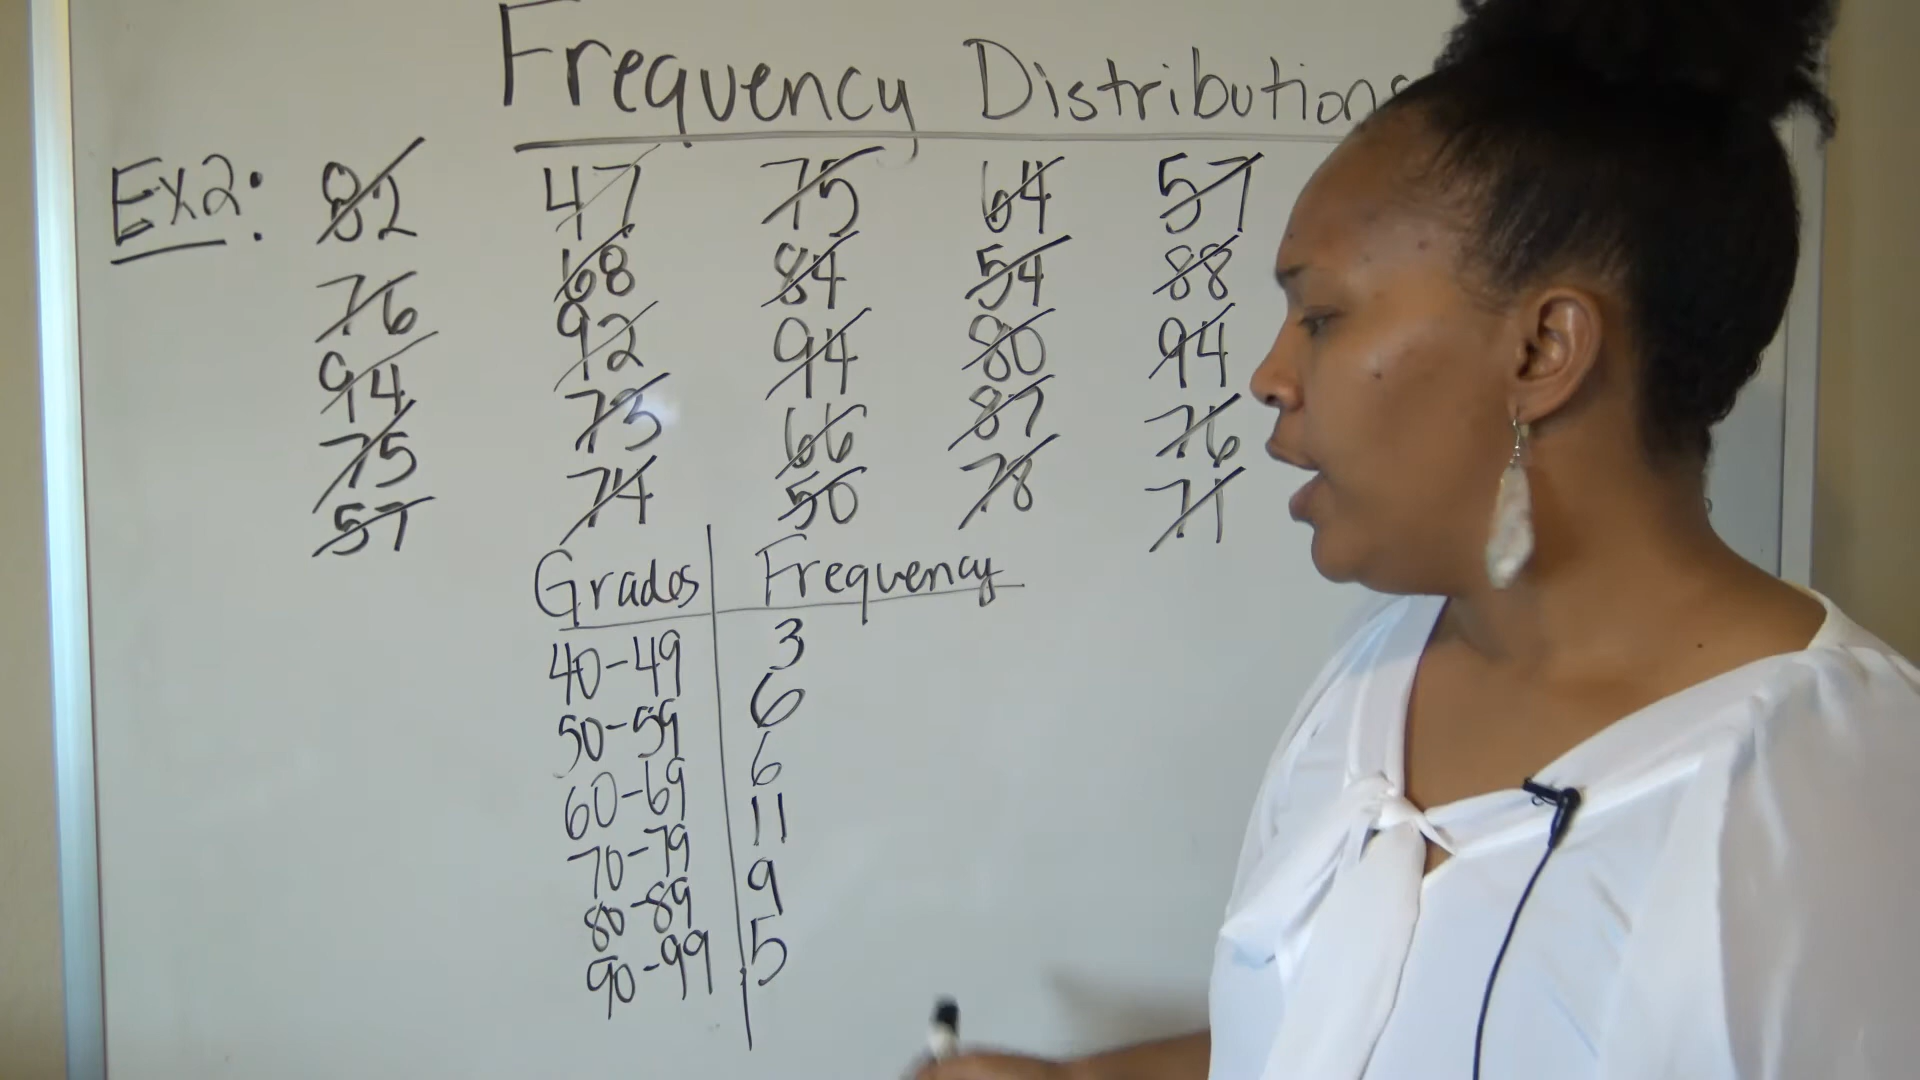 Frequency Distributions
Ex2: 82 47 75 64 57
76 68 84 54 88
94 92 94 80 94
75 73 66 87 76
57 74 50 78 71
Grades Frequency
40-49 3
50-59 6
60-69 6
70-79 11
80-89 9
90-99 5